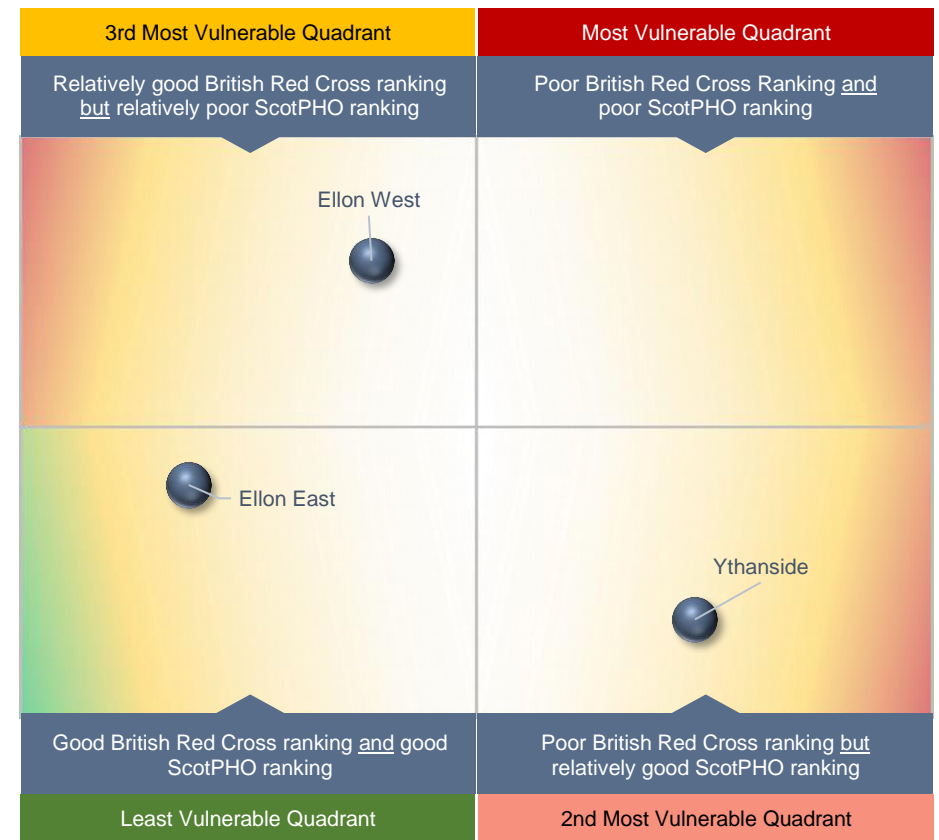 3rd Most Vulnerable Quadrant
Most Vulnerable Quadrant
Relatively good British Red Cross ranking
but relatively poor ScotPHO ranking
Poor British Red Cross Ranking and
poor ScotPHO ranking
Ellon West
Ellon East
Ythanside
Good British Red Cross ranking and good
ScotPHO ranking
Poor British Red Cross ranking but
relatively good ScotPHO ranking
Least Vulnerable Quadrant
2nd Most Vulnerable Quadrant